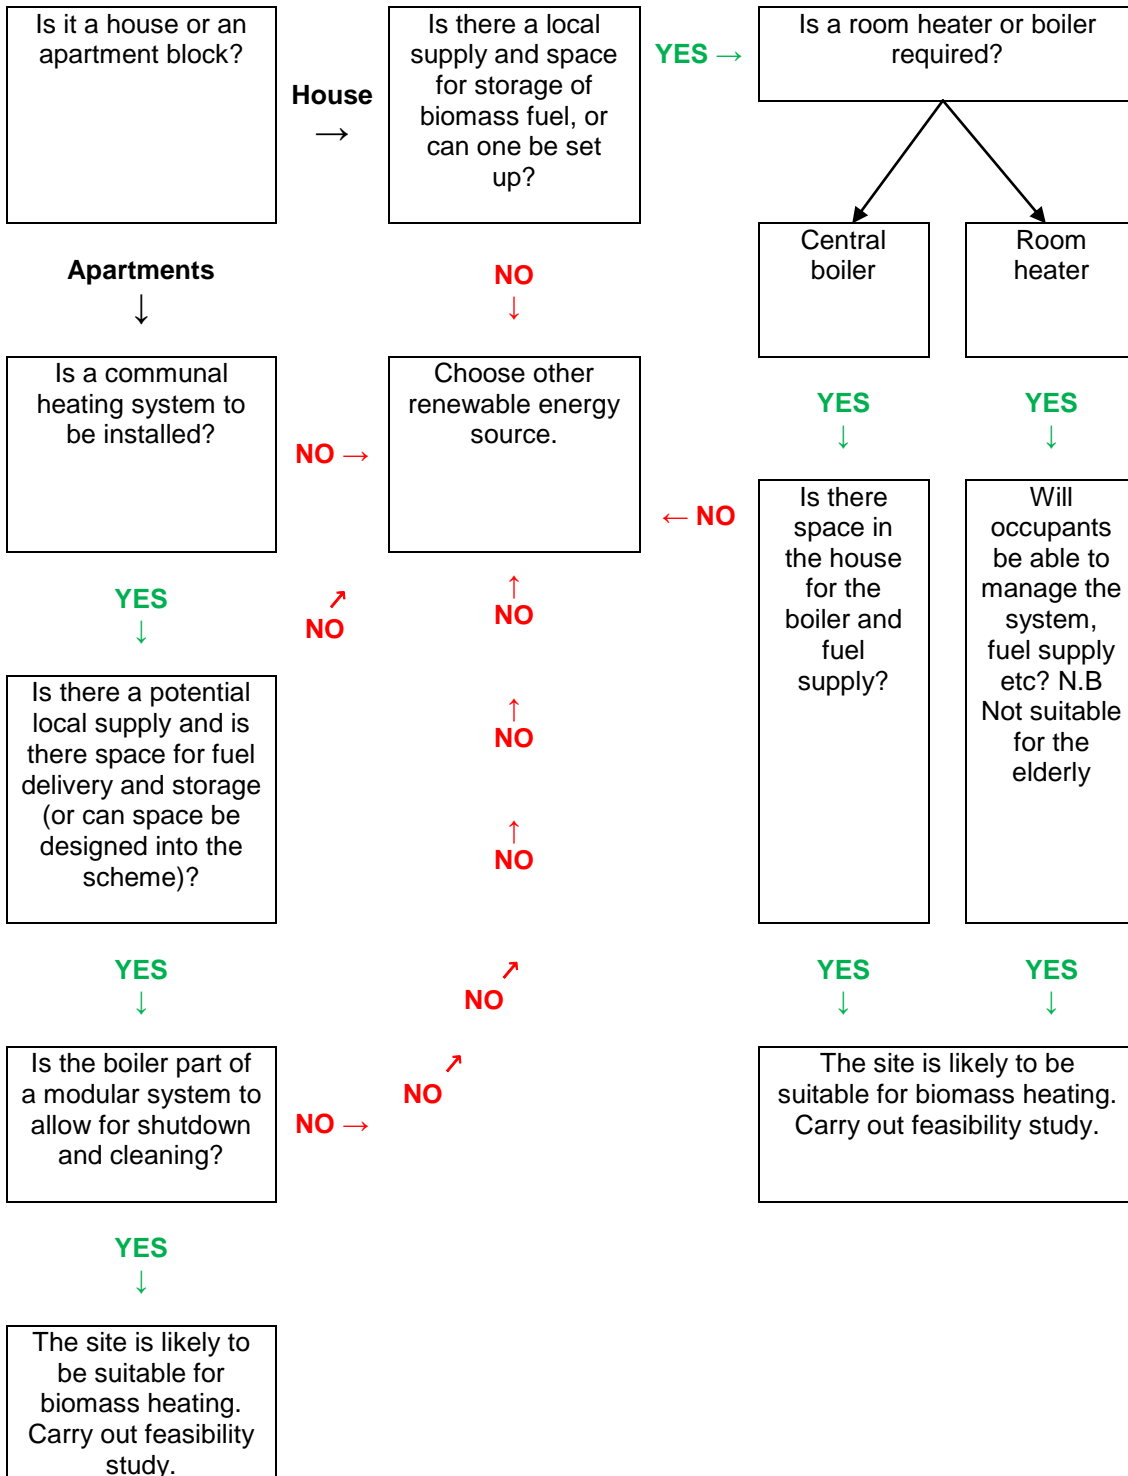 Is it a house or an
apartment block?
House
→
Is there a local
supply and space
for storage of
biomass fuel, or
can one be set
up?
YES →
Is a room heater or boiler
required?
Central
boiler
Room
heater
Apartments
↓
NO
↓
Is a communal
heating system to
be installed?
NO →
Choose other
renewable energy
source.
YES
↓
YES
↓
← NO
Is there
space in
the house
for the
boiler and
fuel
supply?
Will
occupants
be able to
manage the
system,
fuel supply
etc? N.B
Not suitable
for the
elderly
YES
↓
↗
NO
↑
NO
Is there a potential
local supply and is
there space for fuel
delivery and storage
(or can space be
designed into the
scheme)?
↑
NO
↑
NO
YES
↓
↗
NO
YES
↓
YES
↓
Is the boiler part of
a modular system to
allow for shutdown
and cleaning?
NO →
↗
NO
The site is likely to be
suitable for biomass heating.
Carry out feasibility study.
YES
↓
The site is likely to
be suitable for
biomass heating.
Carry out feasibility
study.